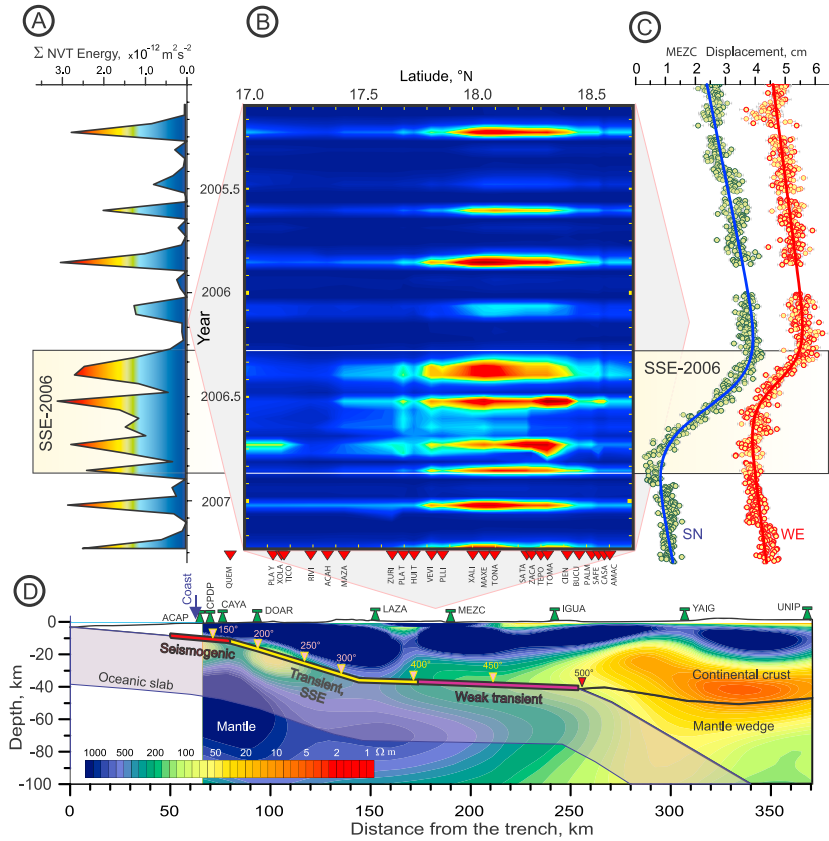 A
B
C
Σ NVT Energy, x10-12 m2s-2
3.0 2.0 1.0 0.0
Latiude, °N
17.0 17.5 18.0 18.5
MEZC Displacement, cm
0 1 2 3 4 5 6
2005.5
2006
Year
2006.5
2007
SSE-2006
SSE-2006
SN
WE
QUEM
PLA Y
XOLA
TICO
RIVI
ACAH
MAZA
ZURI
PLA T
HUI T
VEVI
PLLI
XALI
MAXE
TONA
SA TA
ZACA
TEPO
TOMA
CIEN
BUCU
PALM
SAFE
CASA
AMAC
D
Coast
ACAP
CPDP
CAYA
DOAR
LAZA
MEZC
IGUA
YAIG
UNIP
0
-20
-40
-60
-80
-100
Depth, km
150°
200°
250°
300°
400°
450°
500°
Seismogenic
Transient, SSE
Weak transient
Oceanic slab
Continental crust
Mantle
Mantle wedge
1000 500 200 100 50 20 10 5 2 1 Ω m
0 50 100 150 200 250 300 350
Distance from the trench, km